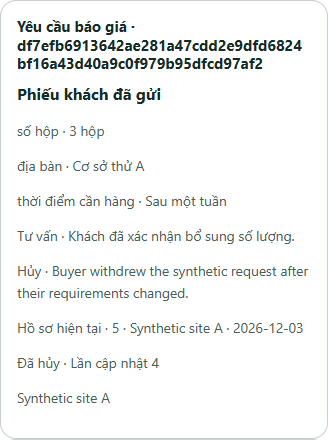 Yêu cầu báo giá ·
df7efb6913642ae281a47cdd2e9dfd6824
bf16a43d40a9c0f979b95dfcd97af2
Phiếu khách đã gửi
số hộp · 3 hộp
địa bàn · Cơ sở thử A
thời điểm cần hàng · Sau một tuần
Tư vấn · Khách đã xác nhận bổ sung số lượng.
Hủy · Buyer withdrew the synthetic request after
their requirements changed.
Hồ sơ hiện tại · 5 · Synthetic site A · 2026-12-03
Đã hủy · Lần cập nhật 4
Synthetic site A